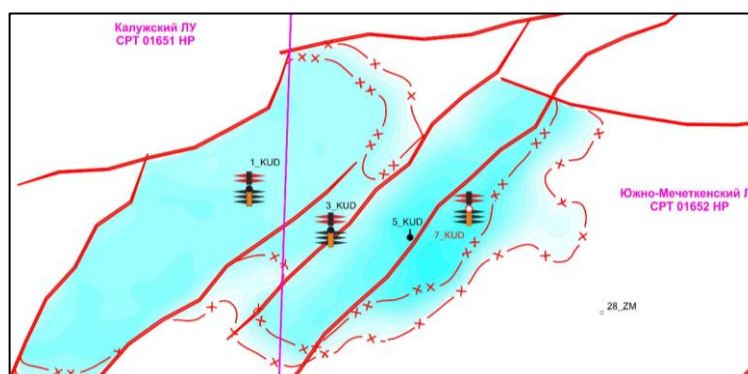 Калужский ЛУ
СРТ 01651 НР
1_KUD
3_KUD
5_KUD
7_KUD
Южно-Мечеткенский Л
СРТ 01652 НР
28_ZM